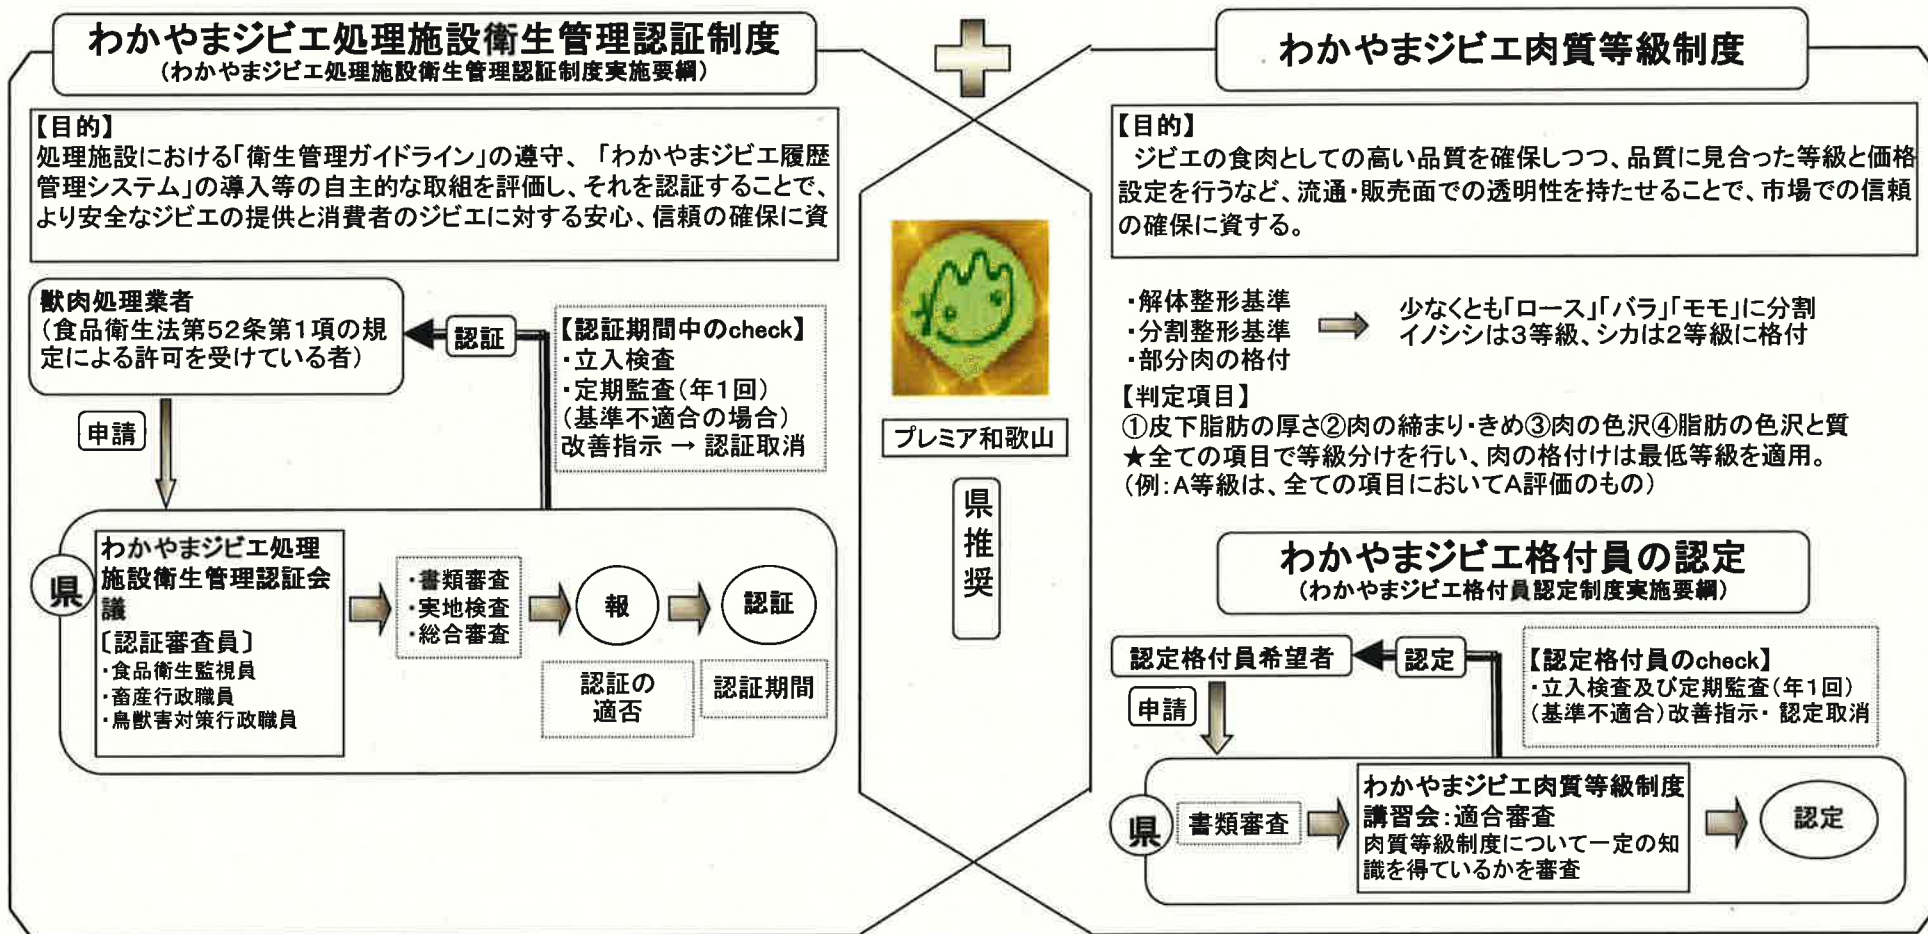 わかやまジビエ処理施設衛生管理認証制度
(わかやまジビエ処理施設衛生管理認証制度実施要綱)
【目的】
処理施設における「衛生管理ガイドライン」の遵守、「わかやまジビエ履歴
管理システム」の導入等の自主的な取組を評価し、それを認証することで、
より安全なジビエの提供と消費者のジビエに対する安心、信頼の確保に資
獣肉処理業者
(食品衛生法第52条第1項の規
定による許可を受けている者)
認証
【認証期間中のcheck】
・立入検査
・定期監査(年1回)
(基準不適合の場合)
改善指示 → 認証取消
申請
県
わかやまジビエ処理
施設衛生管理認証会
議
〔認証審査員〕
・食品衛生監視員
・畜産行政職員
・鳥獣害対策行政職員
・書類審査
・実地検査
・総合審査
報
認証
認証の
適否
認証期間
プレミア和歌山
県推奨
わかやまジビエ肉質等級制度
【目的】
ジビエの食肉としての高い品質を確保しつつ、品質に見合った等級と価格
設定を行うなど、流通・販売面での透明性を持たせることで、市場での信頼
の確保に資する。
・解体整形基準
・分割整形基準
・部分肉の格付
少なくとも「ロース」「バラ」「モモ」に分割
イノシシは3等級、シカは2等級に格付
【判定項目】
①皮下脂肪の厚さ②肉の締まり・きめ③肉の色沢④脂肪の色沢と質
★全ての項目で等級分けを行い、肉の格付けは最低等級を適用。
(例:A等級は、全ての項目においてA評価のもの)
わかやまジビエ格付員の認定
(わかやまジビエ格付員認定制度実施要綱)
認定格付員希望者
認定
【認定格付員のcheck】
・立入検査及び定期監査(年1回)
(基準不適合)改善指示・認定取消
申請
県
書類審査
わかやまジビエ肉質等級制度
講習会:適合審査
肉質等級制度について一定の知
識を得ているかを審査
認定